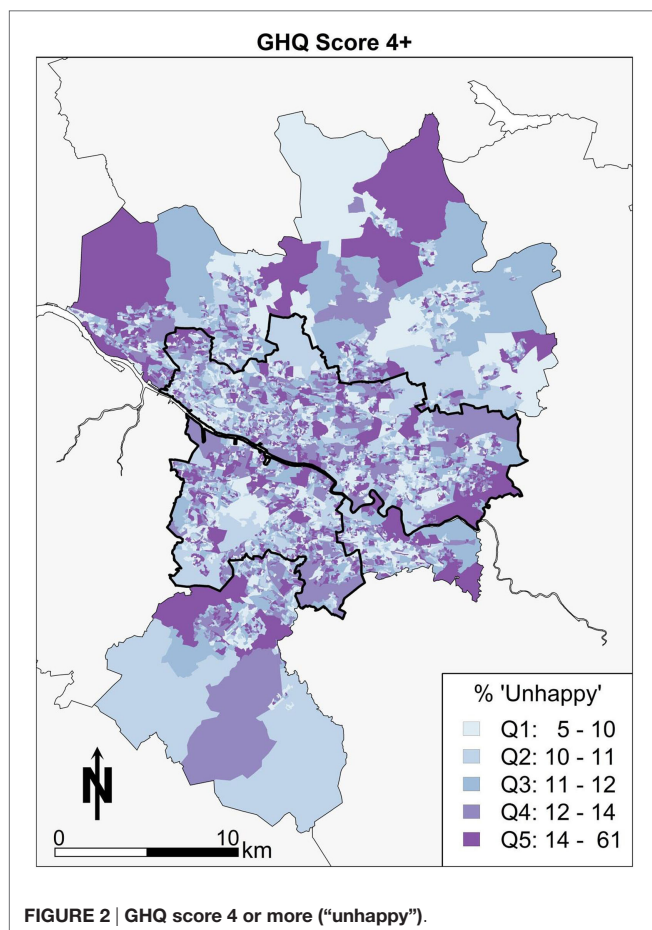 GHQ Score 4+
% 'Unhappy'
Q1: 5 - 10
Q2: 10 - 11
Q3: 11 - 12
Q4: 12 - 14
Q5: 14 - 61
N
0 10
km
FIGURE 2 | GHQ score 4 or more (“unhappy”).